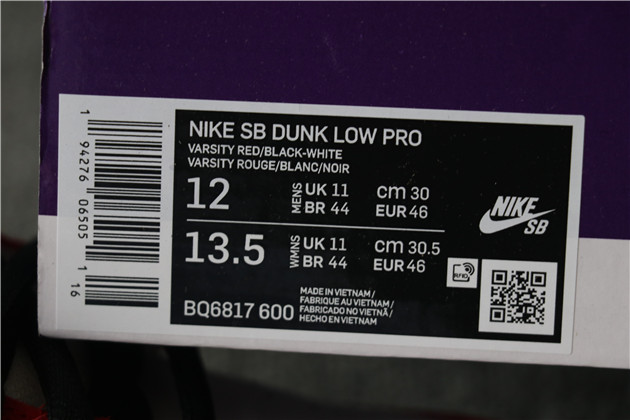 1 94276 06505 1 16
NIKE SB DUNK LOW PRO
VARSITY RED/BLACK-WHITE
VARSITY ROUGE/BLANC/NOIR
12 MENS UK 11 cm 30
BR 44 EUR 46
13.5 WMNS UK 11 cm 30.5
BR 44 EUR 46
NIKE
SB
RFID
BQ6817 600
MADE IN VIETNAM/
FABRIQUE AU VIETNAM/
FABRICADO NO VIETNÃ/
HECHO EN VIETNAM